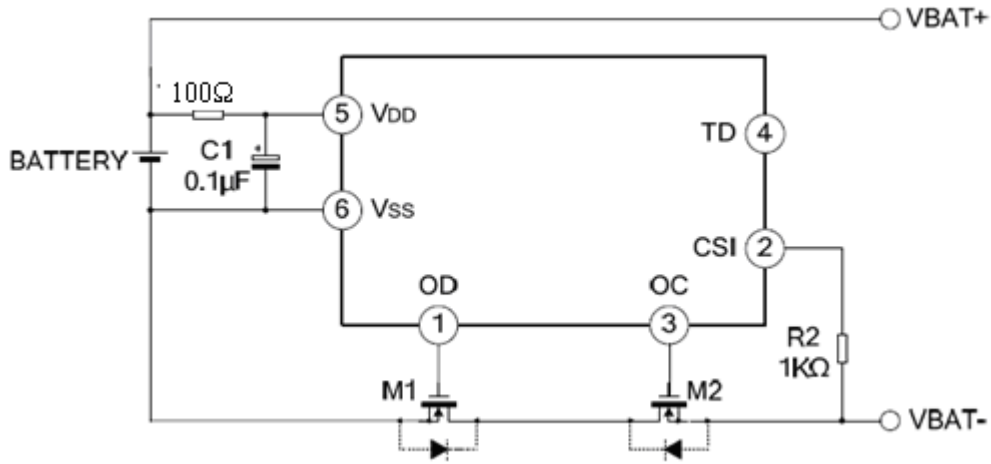 VBAT+
100Ω
5 VDD
TD 4
BATTERY
C1
0.1µF
6 VSS
CSI 2
OD
OC
1
3
R2
1KΩ
M1
M2
VBAT-